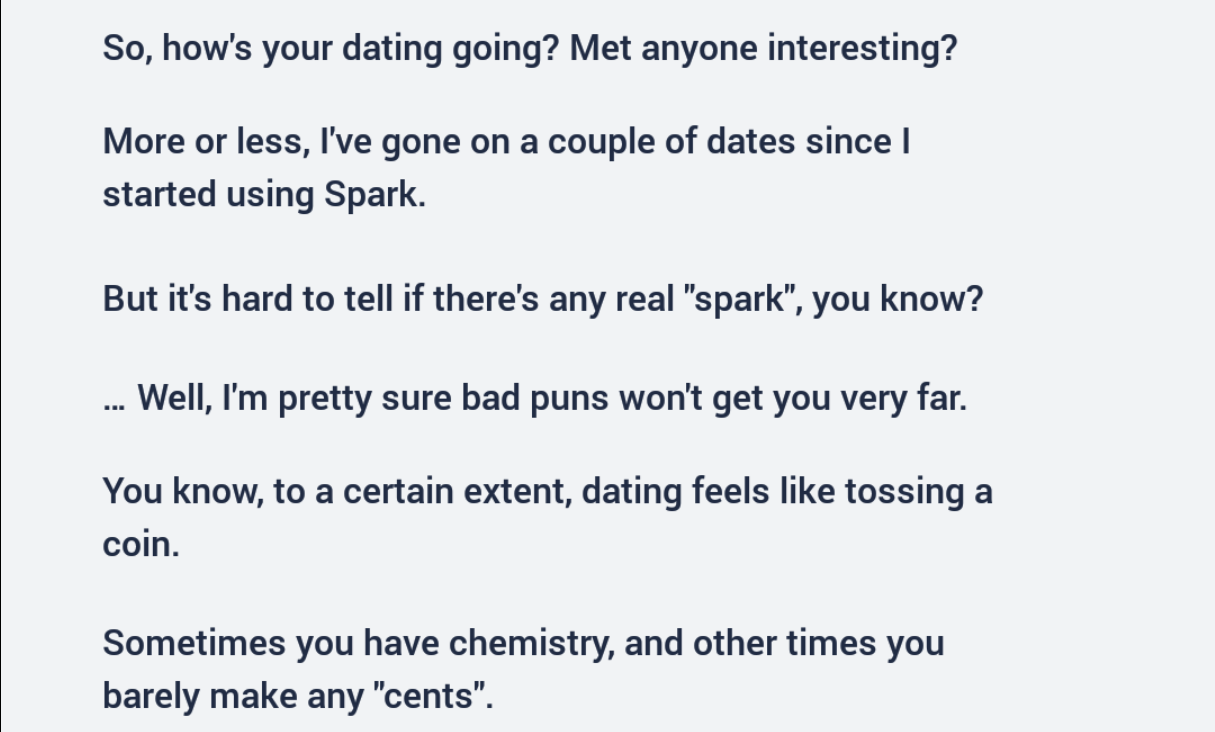 So, how's your dating going? Met anyone interesting?
More or less, I've gone on a couple of dates since I
started using Spark.
But it's hard to tell if there's any real "spark", you know?
... Well, I'm pretty sure bad puns won't get you very far.
You know, to a certain extent, dating feels like tossing a
coin.
Sometimes you have chemistry, and other times you
barely make any "cents".